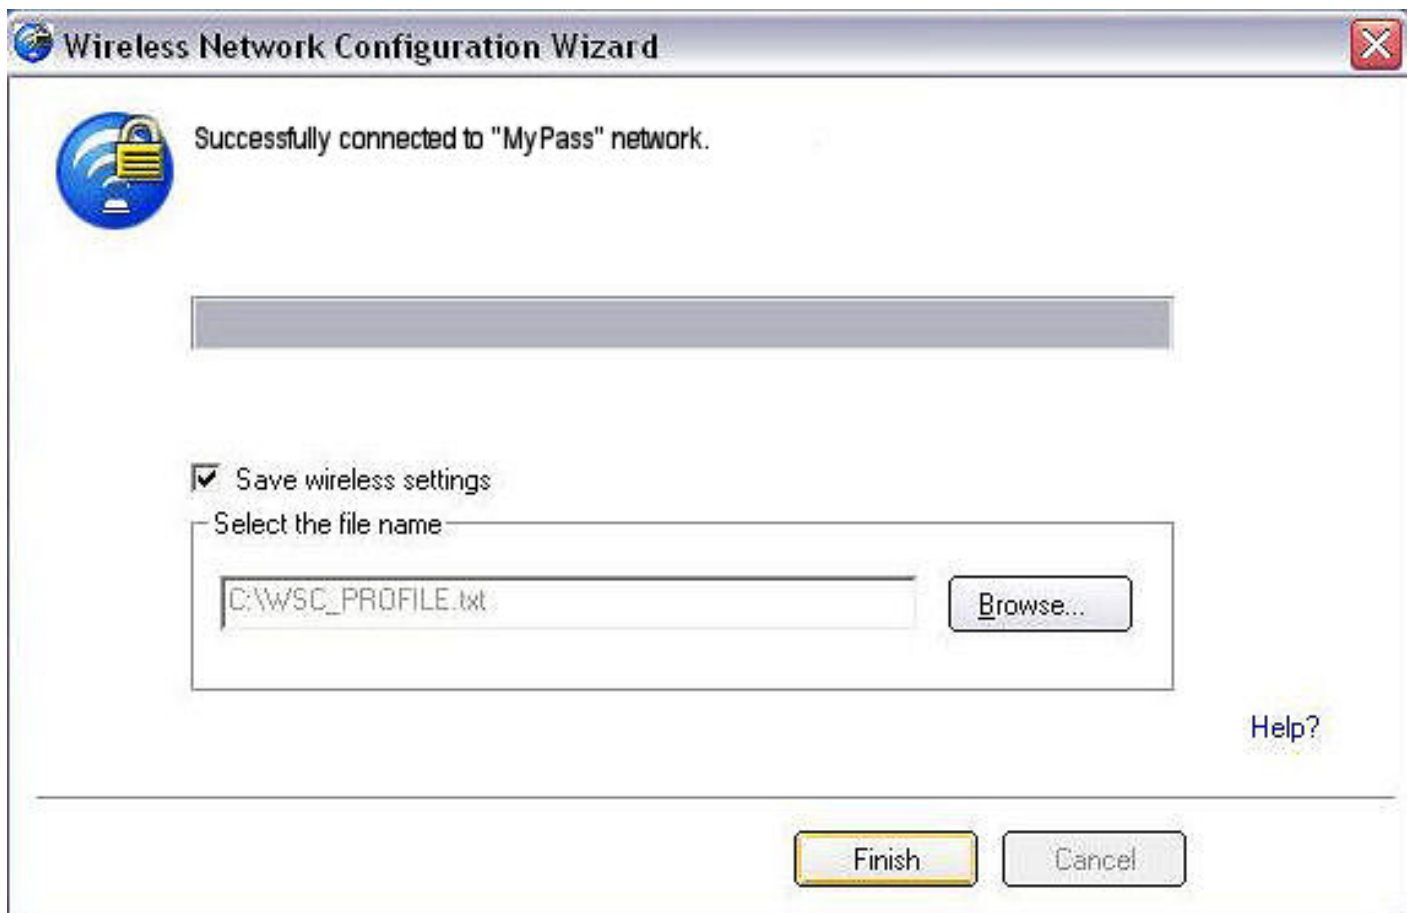 Wireless Network Configuration Wizard
Successfully connected to "MyPass" network.
Save wireless settings
Select the file name
C:\WSC_PROFILE.txt
Browse...
Help?
Finish
Cancel